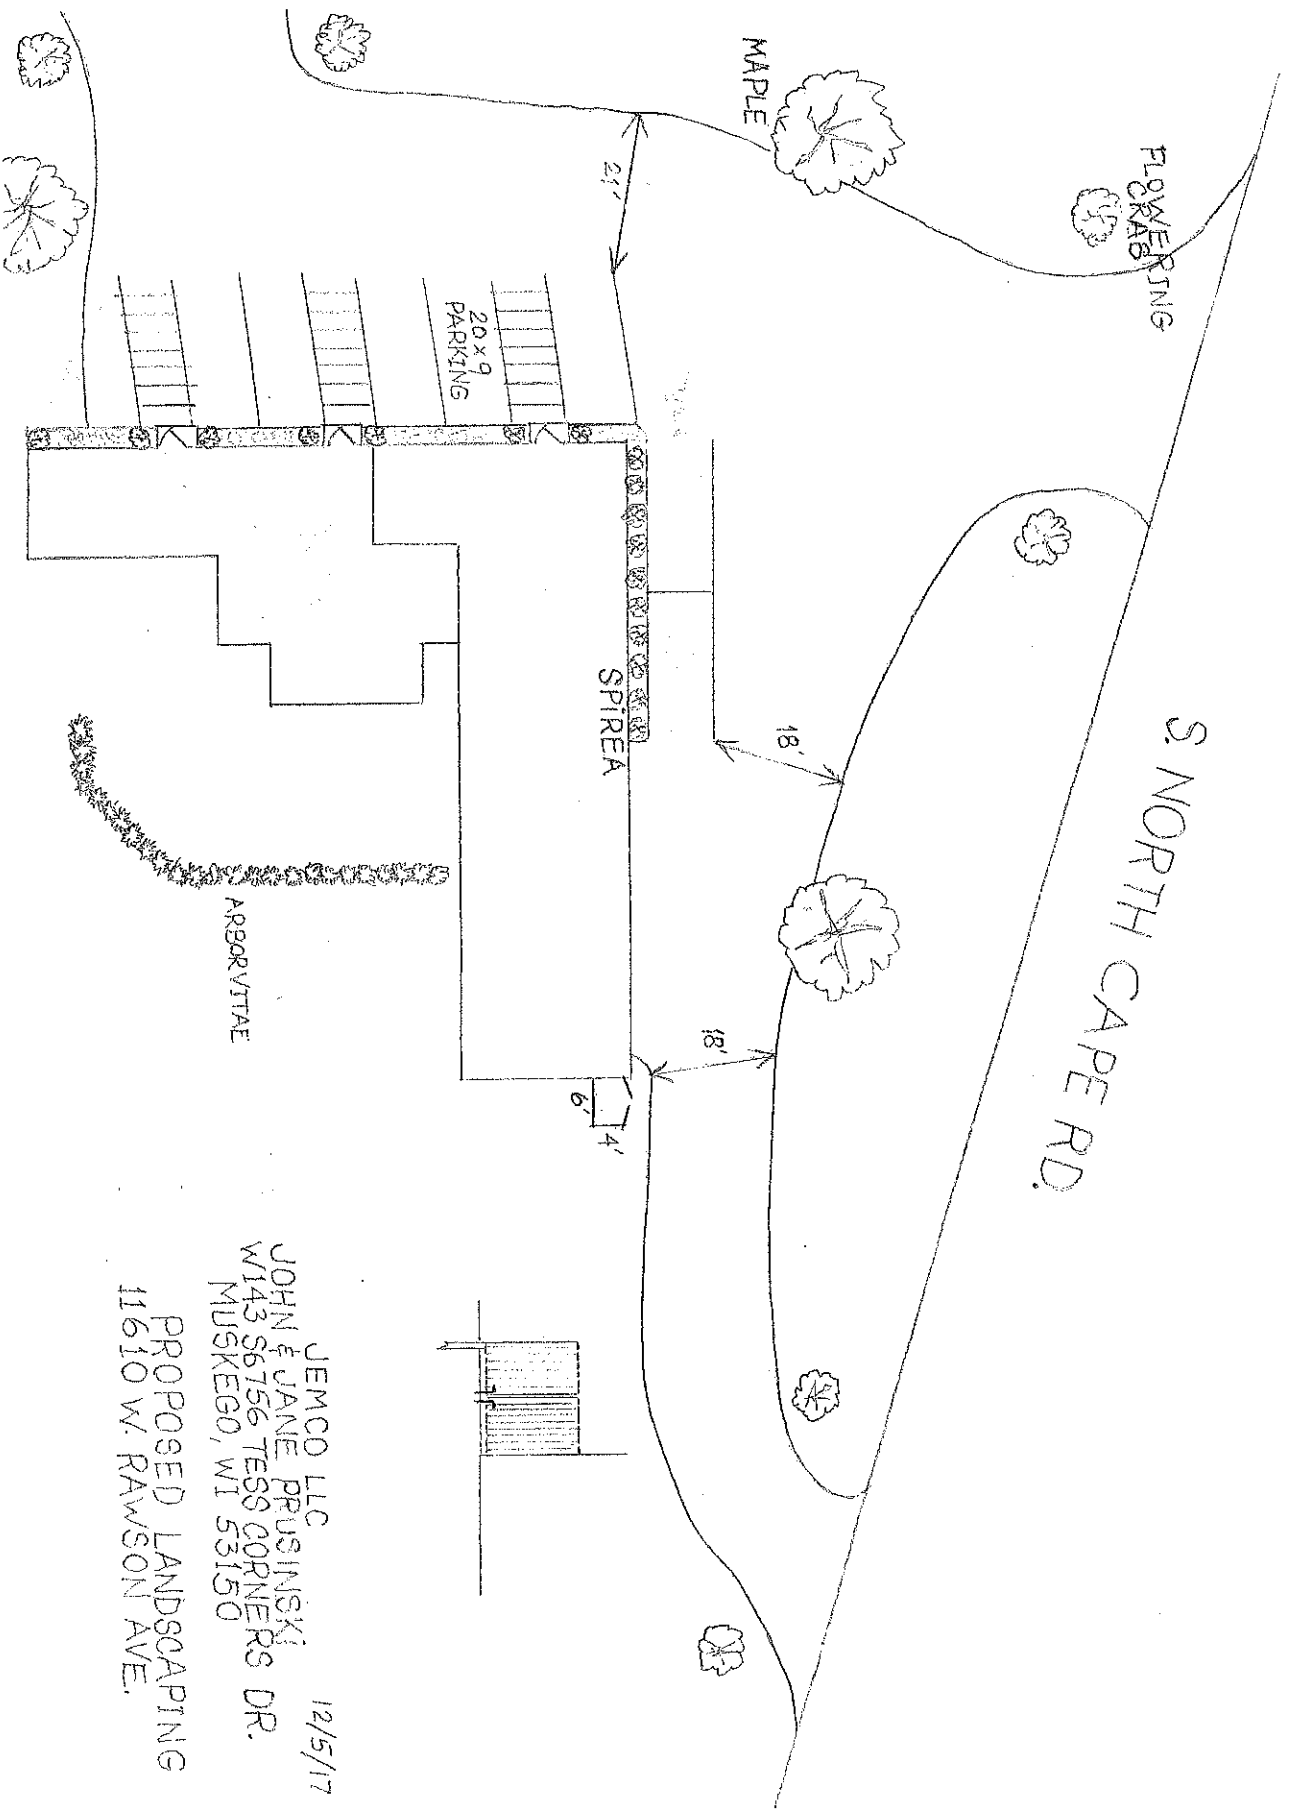 S. NORTH CAPE RD.
FLOWERING
CRAB
MAPLE
24'
20x9
PARKING
SPIREA
18'
18'
6'
4'
ARBORVITAE
JEMCO LLC
12/5/17
JOHN & JANE PRUSINSKI
W143 S6756 TESS CORNERS DR.
MUSKEGO, WI 53150
PROPOSED LANDSCAPING
11610 W. RAWSON AVE.